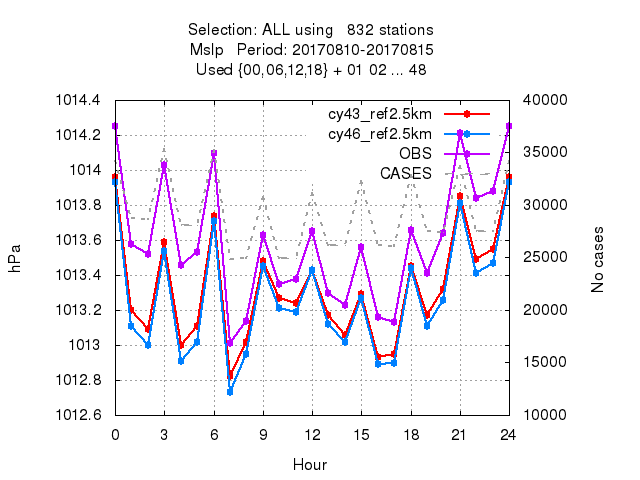 Selection: ALL using   832 stations
Mslp   Period: 20170810-20170815
Used {00,06,12,18} + 01 02 ... 48
cy43_ref2.5km
cy46_ref2.5km
OBS
CASES
1014.4
1014.2
1014
1013.8
1013.6
1013.4
1013.2
1013
1012.8
1012.6
hPa
40000
35000
30000
25000
20000
15000
10000
No cases
0 3 6 9 12 15 18 21 24
Hour